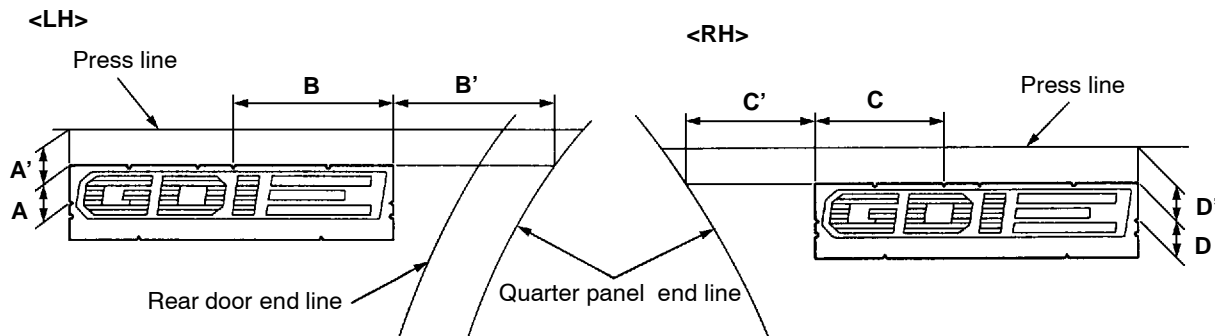 <LH>
Press line
B
B'
A'
A
GDI
Rear door end line
Quarter panel end line
<RH>
Press line
C'
C
D'
D
GDI